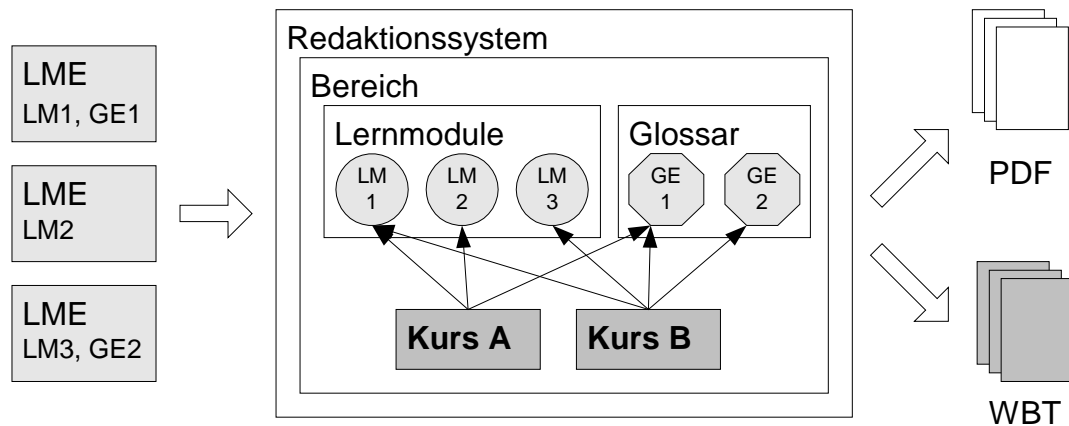 LME
LM1, GE1
LME
LM2
LME
LM3, GE2
Redaktionssystem
Bereich
Lernmodule
LM
1
LM
2
LM
3
Glossar
GE
1
GE
2
Kurs A
Kurs B
PDF
WBT